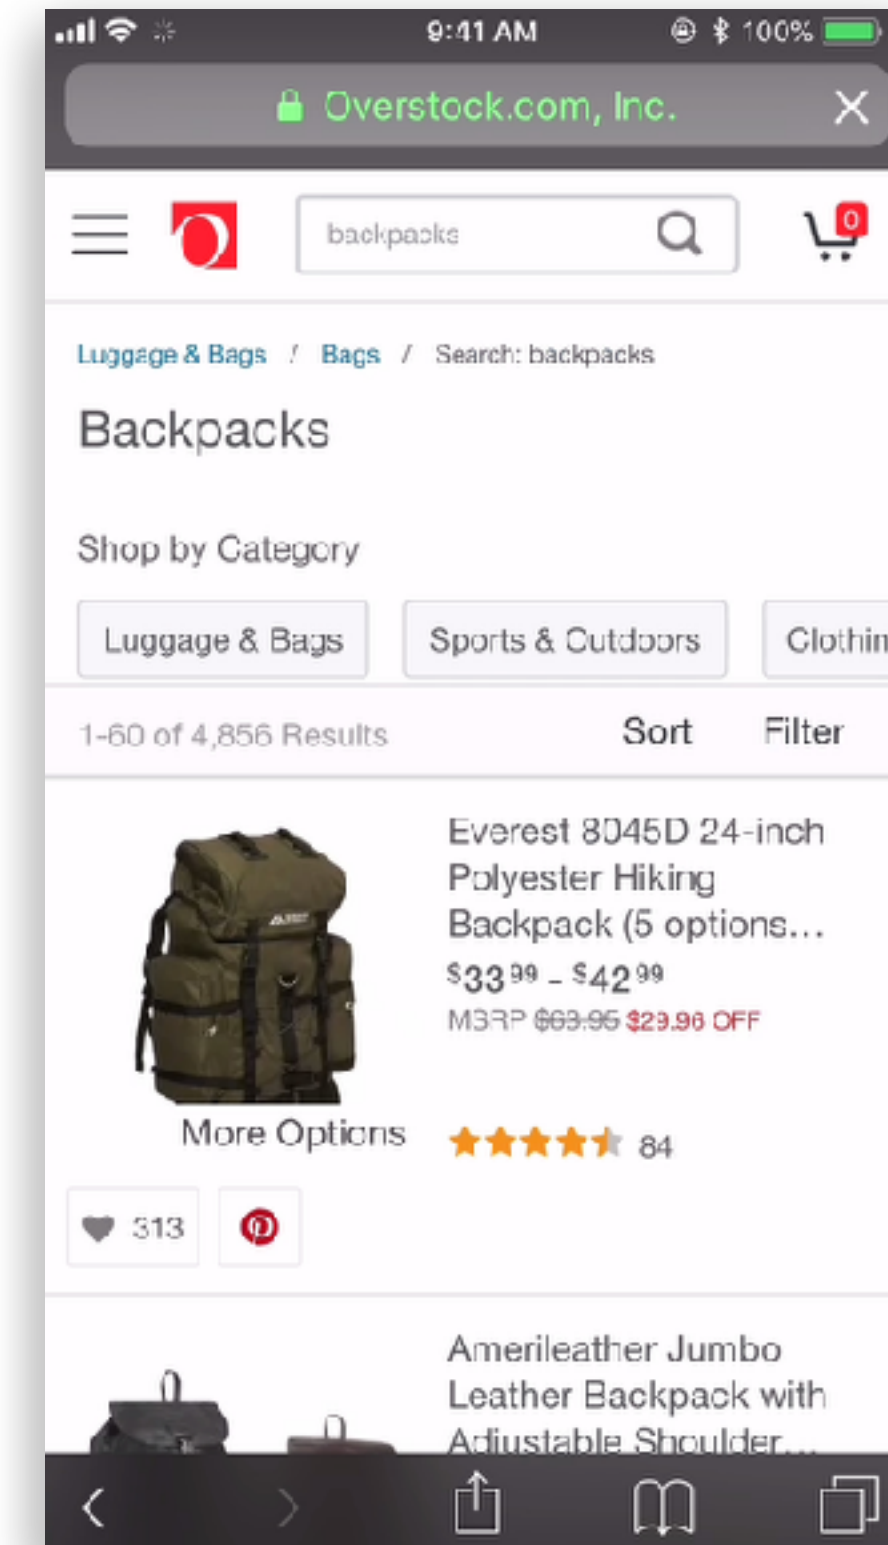 9:41 AM
100%
Overstock.com, Inc.
backpacks
0
Luggage & Bags / Bags / Search: backpacks
Backpacks
Shop by Category
Luggage & Bags
Sports & Outdoors
Clothin
1-60 of 4,856 Results
Sort
Filter
Everest 8045D 24-inch
Polyester Hiking
Backpack (5 options...
$33.99 - $42.99
MSRP $63.95 $29.96 OFF
More Options
84
313
Amerileather Jumbo
Leather Backpack with
Adjustable Shoulder...